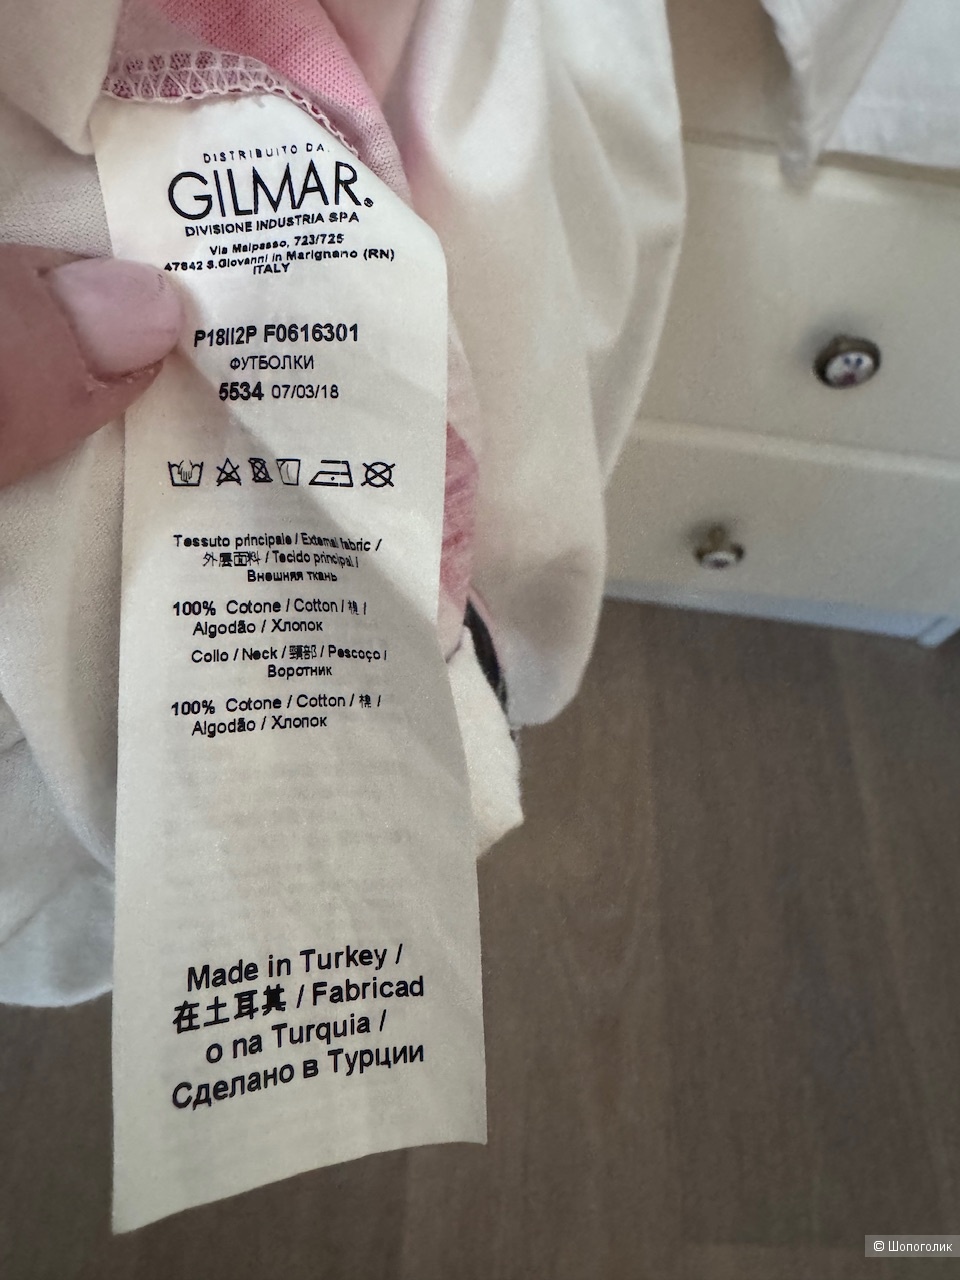 DISTRIBUITO DA:
GILMAR®
DIVISIONE INDUSTRIA SPA
Via Malpasso, 723/725
47842 S.Giovanni in Marignano (RN)
ITALY
P18II2P F0616301
ФУТБОЛКИ
5534 07/03/18
Tessuto principale / External fabric /
外层面料 / Tecido principal /
Внешняя ткань
100% Cotone / Cotton / 棉 /
Algodão / Хлопок
Collo / Neck / 頸部 / Pescoço /
Воротник
100% Cotone / Cotton / 棉 /
Algodão / Хлопок
Made in Turkey /
在土耳其 / Fabricad
o na Turquia /
Сделано в Турции
© Шопоголик